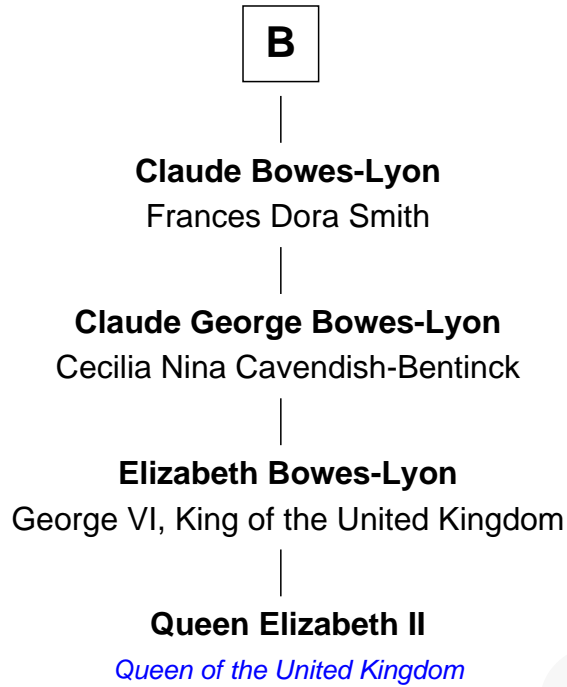 B
Claude Bowes-Lyon
Frances Dora Smith
Claude George Bowes-Lyon
Cecilia Nina Cavendish-Bentinck
Elizabeth Bowes-Lyon
George VI, King of the United Kingdom
Queen Elizabeth II
Queen of the United Kingdom